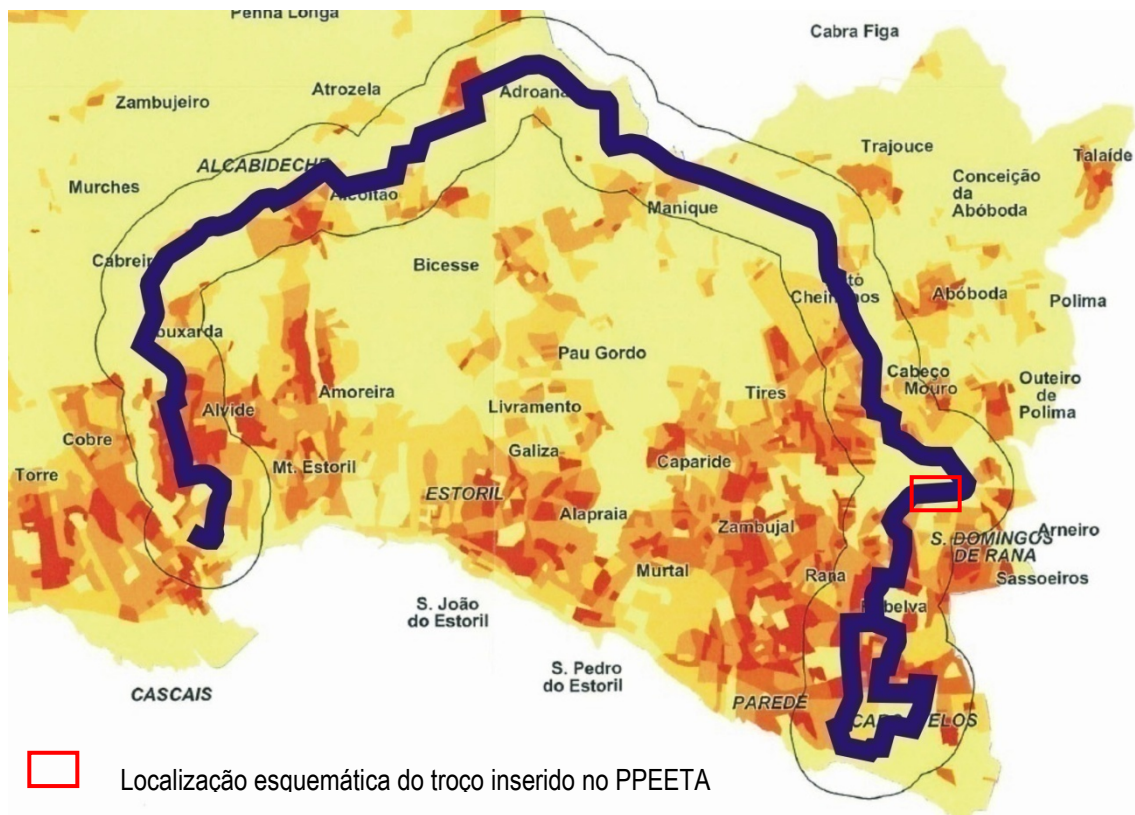 Penha Longa
Cabra Figa
Atrozela
Adroana
Zambujeiro
Trajouce
Talaíde
ALCABIDECHE
Conceição
da
Abóboda
Murches
Alcoitão
Manique
Bicesse
Abóboda
Polima
Pau Gordo
Cabeço
Mouro
Outeiro
de
Polima
Amoreira
Tires
Livramento
Alvide
Cobre
Galiza
Torre
Mt. Estoril
Caparide
ESTORIL
Alapraia
Zambujal
S. DOMINGOS
DE RANA
Arneiro
Murtal
Rana
Sassoeiros
S. João
do Estoril
S. Pedro
do Estoril
CASCAIS
PAREDE
Localização esquemática do troço inserido no PPEETA